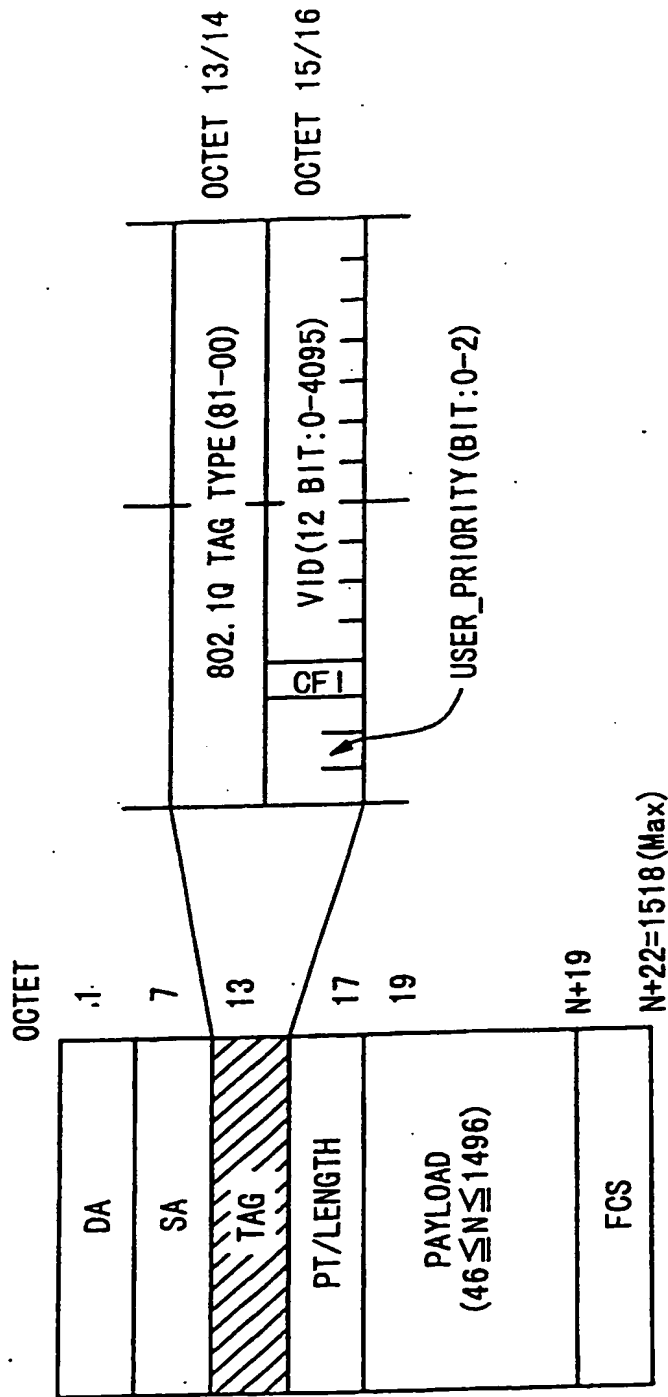 OCTET
DA
1
SA
7
TAG
13
PT/LENGTH
17
PAYLOAD
(46≦N≦1496)
19
FCS
N+19
N+22=1518(Max)
802.1Q TAG TYPE(81-00)
OCTET 13/14
CFI
VID(12 BIT:0-4095)
OCTET 15/16
USER_PRIORITY(BIT:0-2)